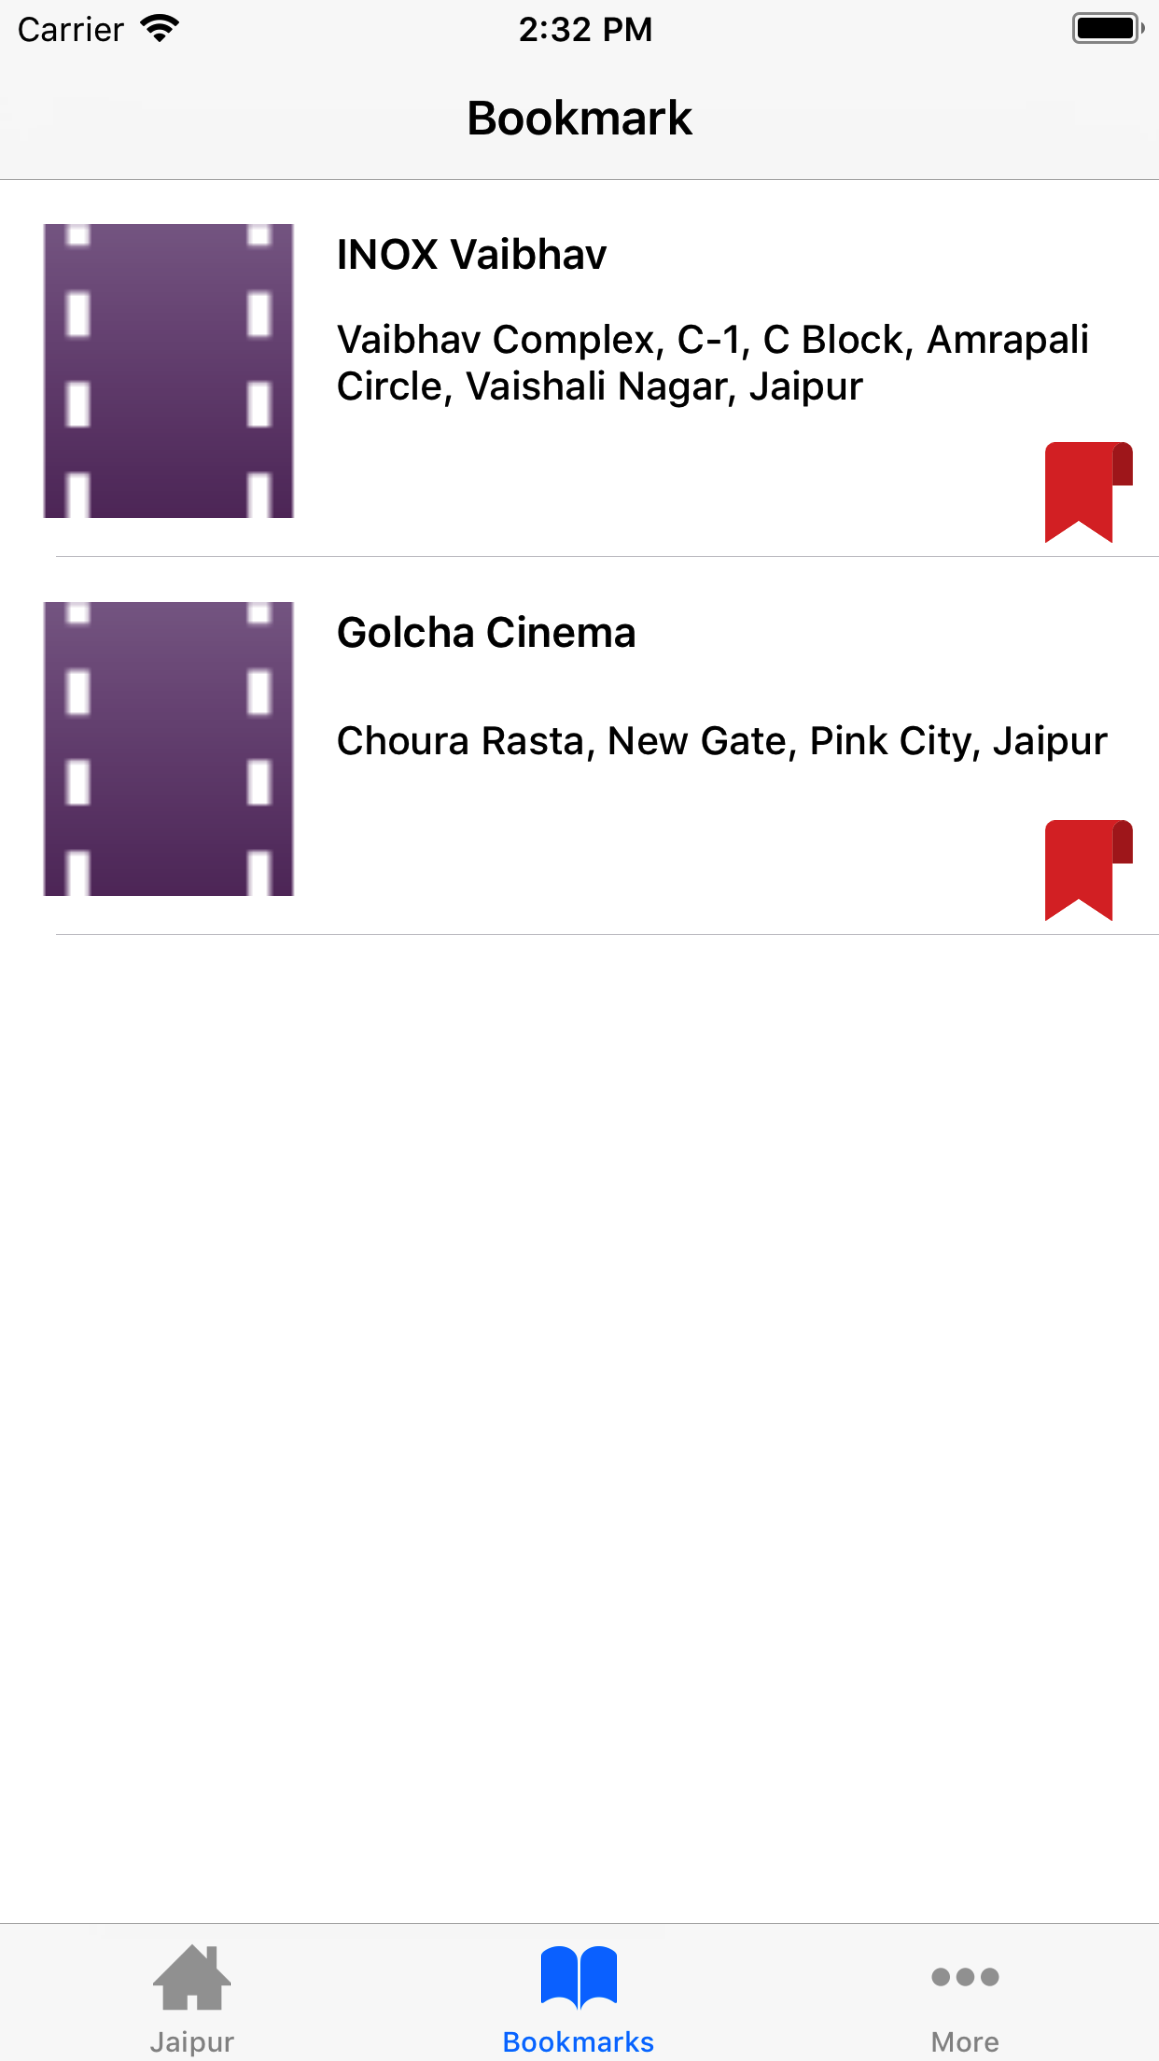 Carrier 2:32 PM
Bookmark
INOX Vaibhav
Vaibhav Complex, C-1, C Block, Amrapali
Circle, Vaishali Nagar, Jaipur
Golcha Cinema
Choura Rasta, New Gate, Pink City, Jaipur
Jaipur Bookmarks More